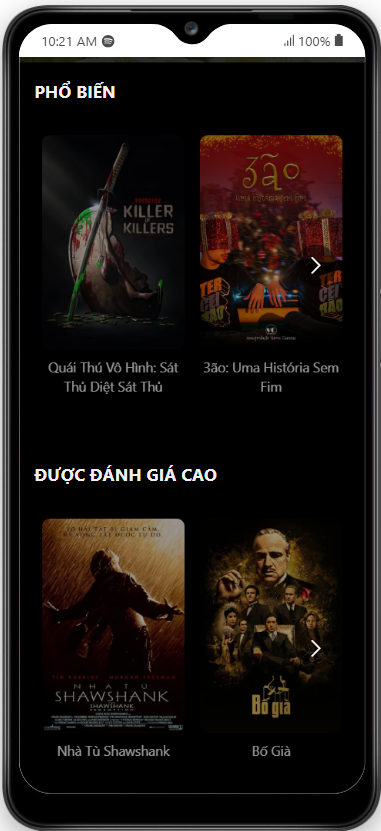 10:21 AM
100%
PHỔ BIẾN
PREDATOR
KILLER
OF
KILLERS
3ão
TER
CEI
RÃO
Quái Thú Vô Hình: Sát
Thủ Diệt Sát Thủ
3ão: Uma História Sem
Fim
ĐƯỢC ĐÁNH GIÁ CAO
NHÀ TÙ
SHAWSHANK
Bố già
Nhà Tù Shawshank
Bố Già